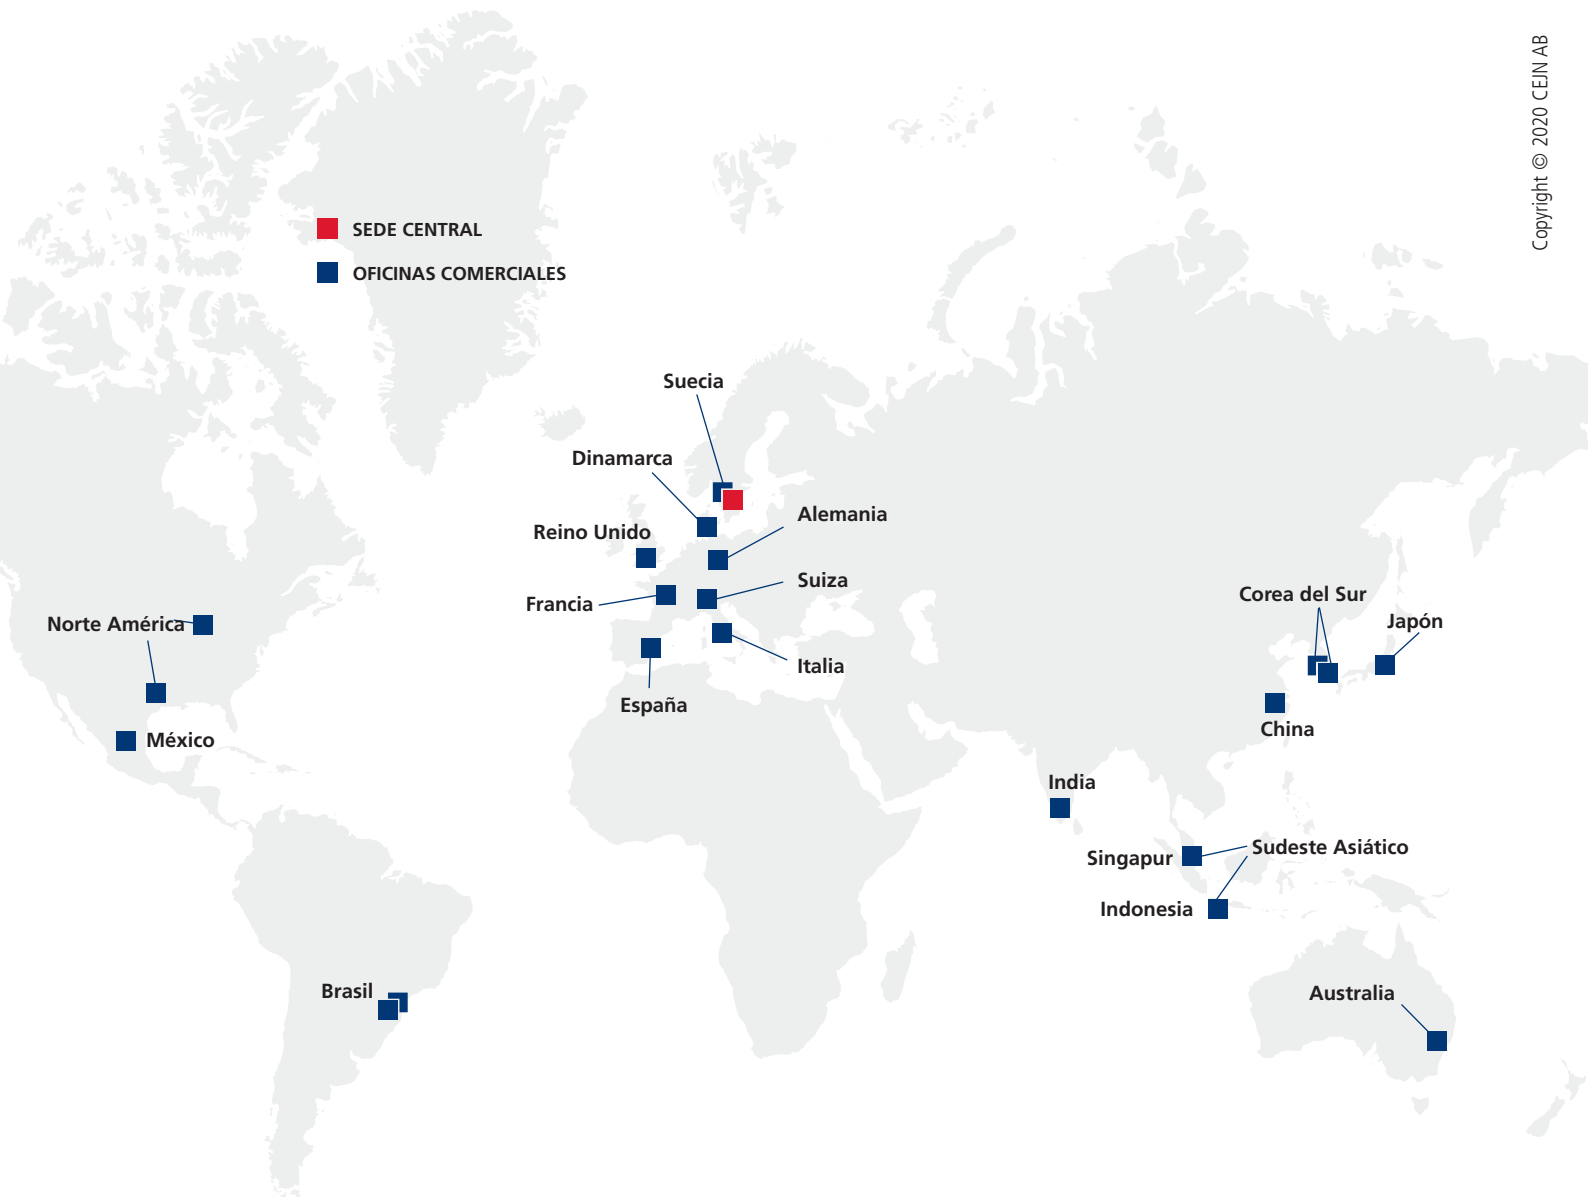 Copyright © 2020 CEJN AB
SEDE CENTRAL
OFICINAS COMERCIALES
Suecia
Dinamarca
Alemania
Reino Unido
Suiza
Francia
Corea del Sur
Japón
Norte América
Italia
España
China
México
India
Sudeste Asiático
Singapur
Indonesia
Brasil
Australia